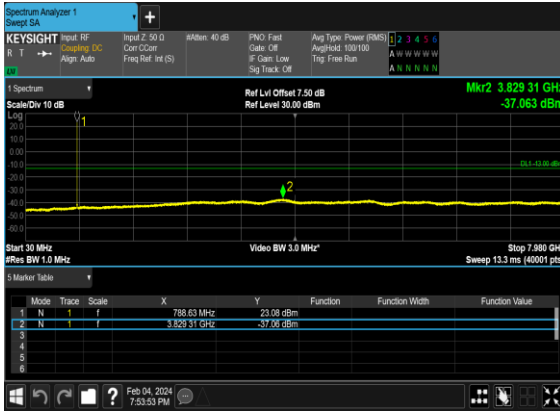 Spectrum Analyzer 1
Swept SA
KEYSIGHT Input: RF Input Z: 50 Ω #Atten: 40 dB PNO: Fast Avg Type: Power (RMS) 1 2 3 4 5 6
R T Coupling: DC Corr CCorr Gate: Off Avg|Hold: 100/100 A W W W W W
Align: Auto Freq Ref: Int (S) IF Gain: Low Trig: Free Run
Sig Track: Off A N N N N N
1 Spectrum
Ref Lvl Offset 7.50 dB Mkr2 3.829 31 GHz
Scale/Div 10 dB Ref Level 30.00 dBm -37.063 dBm
Log
20.0
10.0
0.00
-10.0
DL1 -13.00 dBm
-20.0
-30.0
-40.0
-50.0
-60.0
1
2
Start 30 MHz Video BW 3.0 MHz* Stop 7.980 GHz
#Res BW 1.0 MHz Sweep 13.3 ms (40001 pts)
5 Marker Table
Mode Trace Scale X Y Function Function Width Function Value
1 N 1 f 788.63 MHz 23.08 dBm
2 N 1 f 3.829 31 GHz -37.06 dBm
3
4
5
6
? Feb 04, 2024
7:53:53 PM